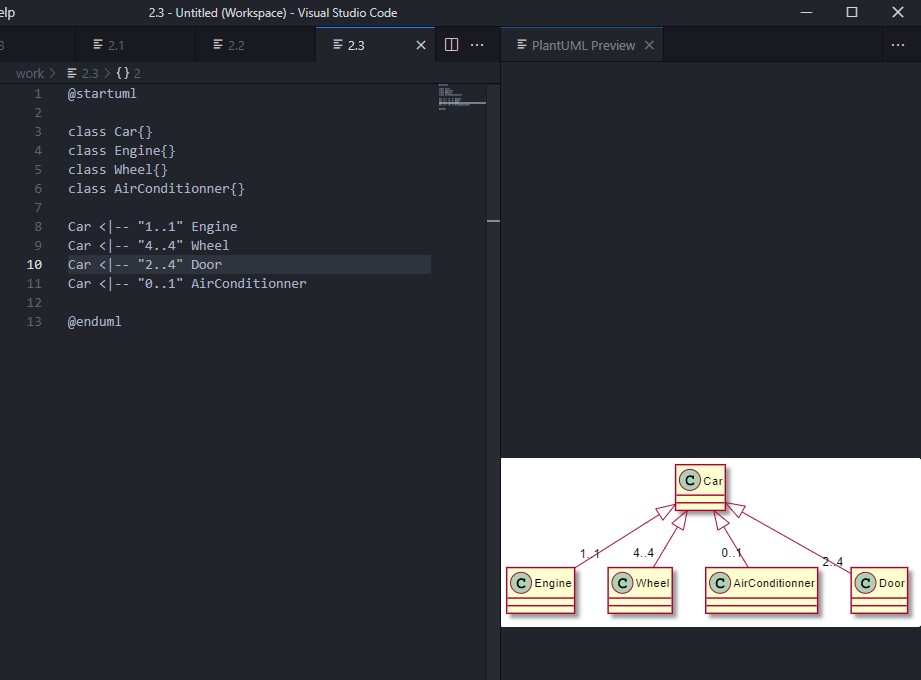 elp
2.3 - Untitled (Workspace) - Visual Studio Code
3
2.1
2.2
2.3
PlantUML Preview
work > 2.3 > {} 2
1 @startuml
2
3 class Car{}
4 class Engine{}
5 class Wheel{}
6 class AirConditionner{}
7
8 Car <|-- "1..1" Engine
9 Car <|-- "4..4" Wheel
10 Car <|-- "2..4" Door
11 Car <|-- "0..1" AirConditionner
12
13 @enduml
C Car
1..1
4..4
0..1
2..4
C Engine
C Wheel
C AirConditionner
C Door